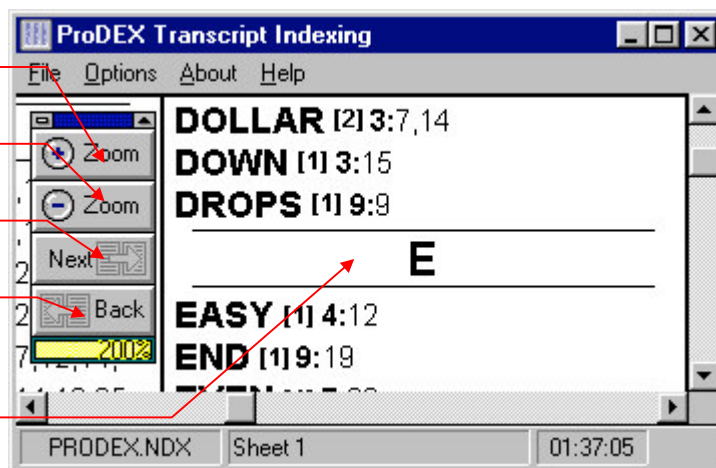 ProDEX Transcript Indexing
File Options About Help
DOLLAR [2] 3:7,14
DOWN [1] 3:15
DROPS [1] 9:9
E
EASY [1] 4:12
END [1] 9:19
Zoom
Zoom
Next
Back
200%
PRODEX.NDX Sheet 1 01:37:05